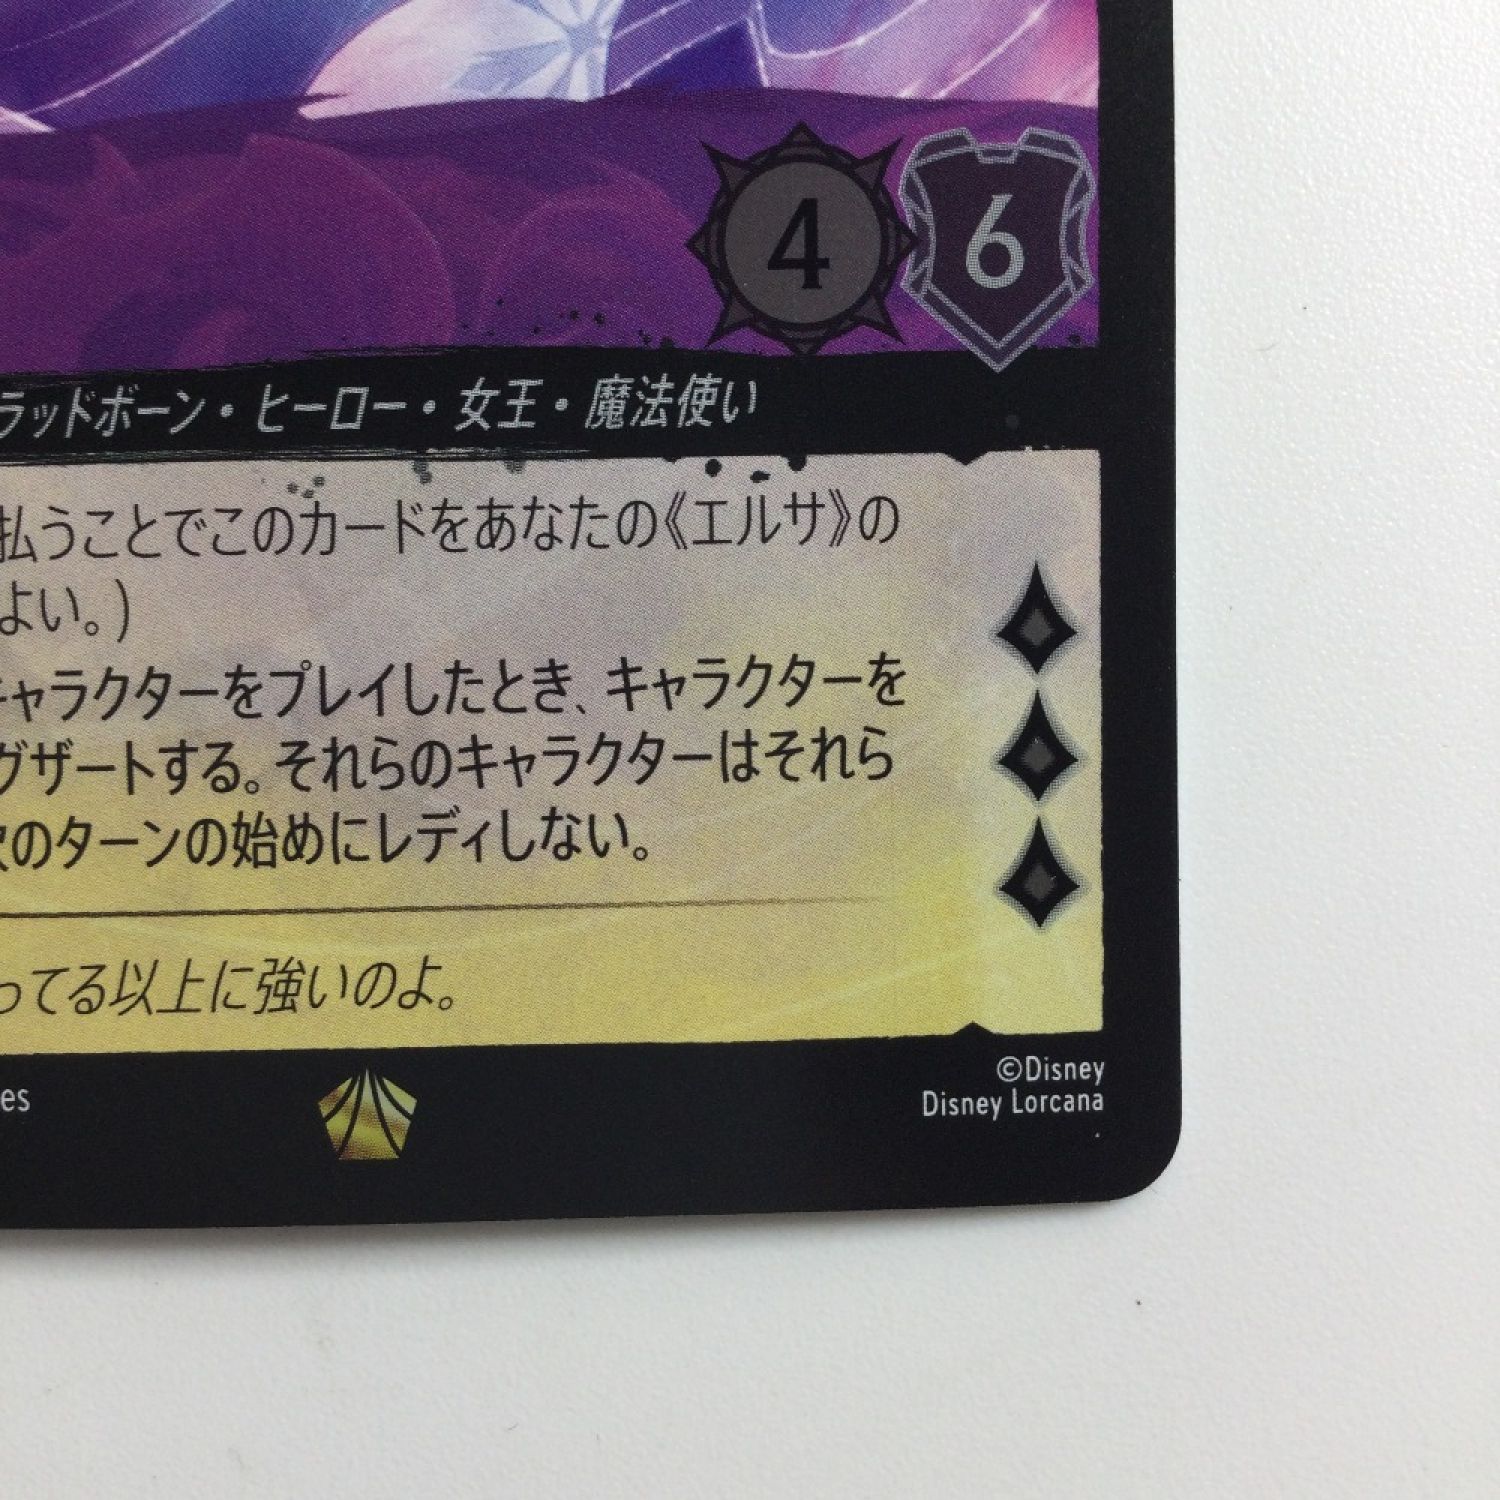 4 6
ラッドボーン・ヒーロー・女王・魔法使い
払うことでこのカードをあなたの《エルサ》の
よい。)
キャラクターをプレイしたとき、キャラクターを
グザートする。それらのキャラクターはそれら
次のターンの始めにレディしない。
ってる以上に強いのよ。
©Disney
es
Disney Lorcana